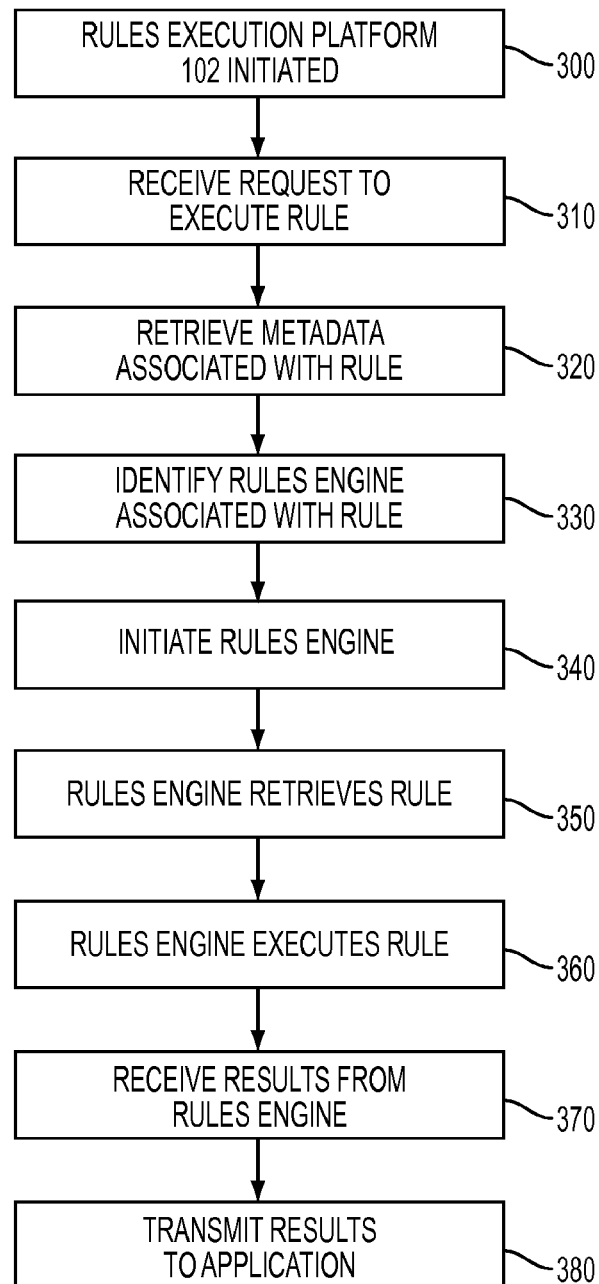 RULES EXECUTION PLATFORM
102 INITIATED
300
RECEIVE REQUEST TO
EXECUTE RULE
310
RETRIEVE METADATA
ASSOCIATED WITH RULE
320
IDENTIFY RULES ENGINE
ASSOCIATED WITH RULE
330
INITIATE RULES ENGINE
340
RULES ENGINE RETRIEVES RULE
350
RULES ENGINE EXECUTES RULE
360
RECEIVE RESULTS FROM
RULES ENGINE
370
TRANSMIT RESULTS
TO APPLICATION
380